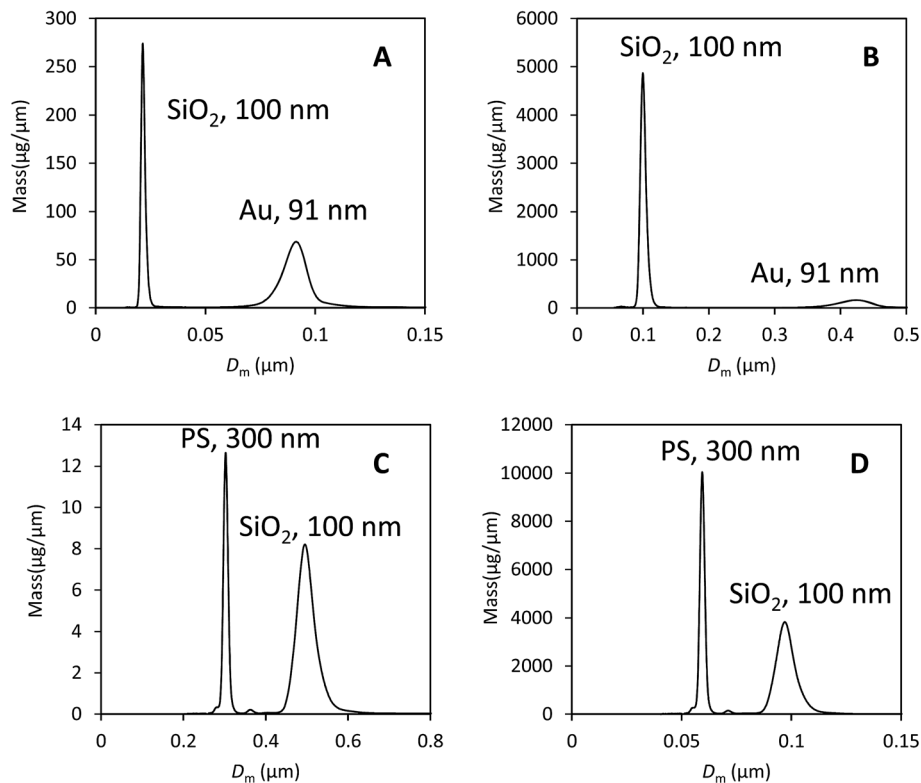 A
Mass(µg/µm)
300
250
200
150
100
50
0
SiO₂, 100 nm
Au, 91 nm
0 0.05 0.1 0.15
Dm (µm)
B
Mass(µg/µm)
6000
5000
4000
3000
2000
1000
0
SiO₂, 100 nm
Au, 91 nm
0 0.1 0.2 0.3 0.4 0.5
Dm (µm)
C
Mass(µg/µm)
14
12
10
8
6
4
2
0
PS, 300 nm
SiO₂, 100 nm
0 0.2 0.4 0.6 0.8
Dm (µm)
D
Mass(µg/µm)
12000
10000
8000
6000
4000
2000
0
PS, 300 nm
SiO₂, 100 nm
0 0.05 0.1 0.15
Dm (µm)